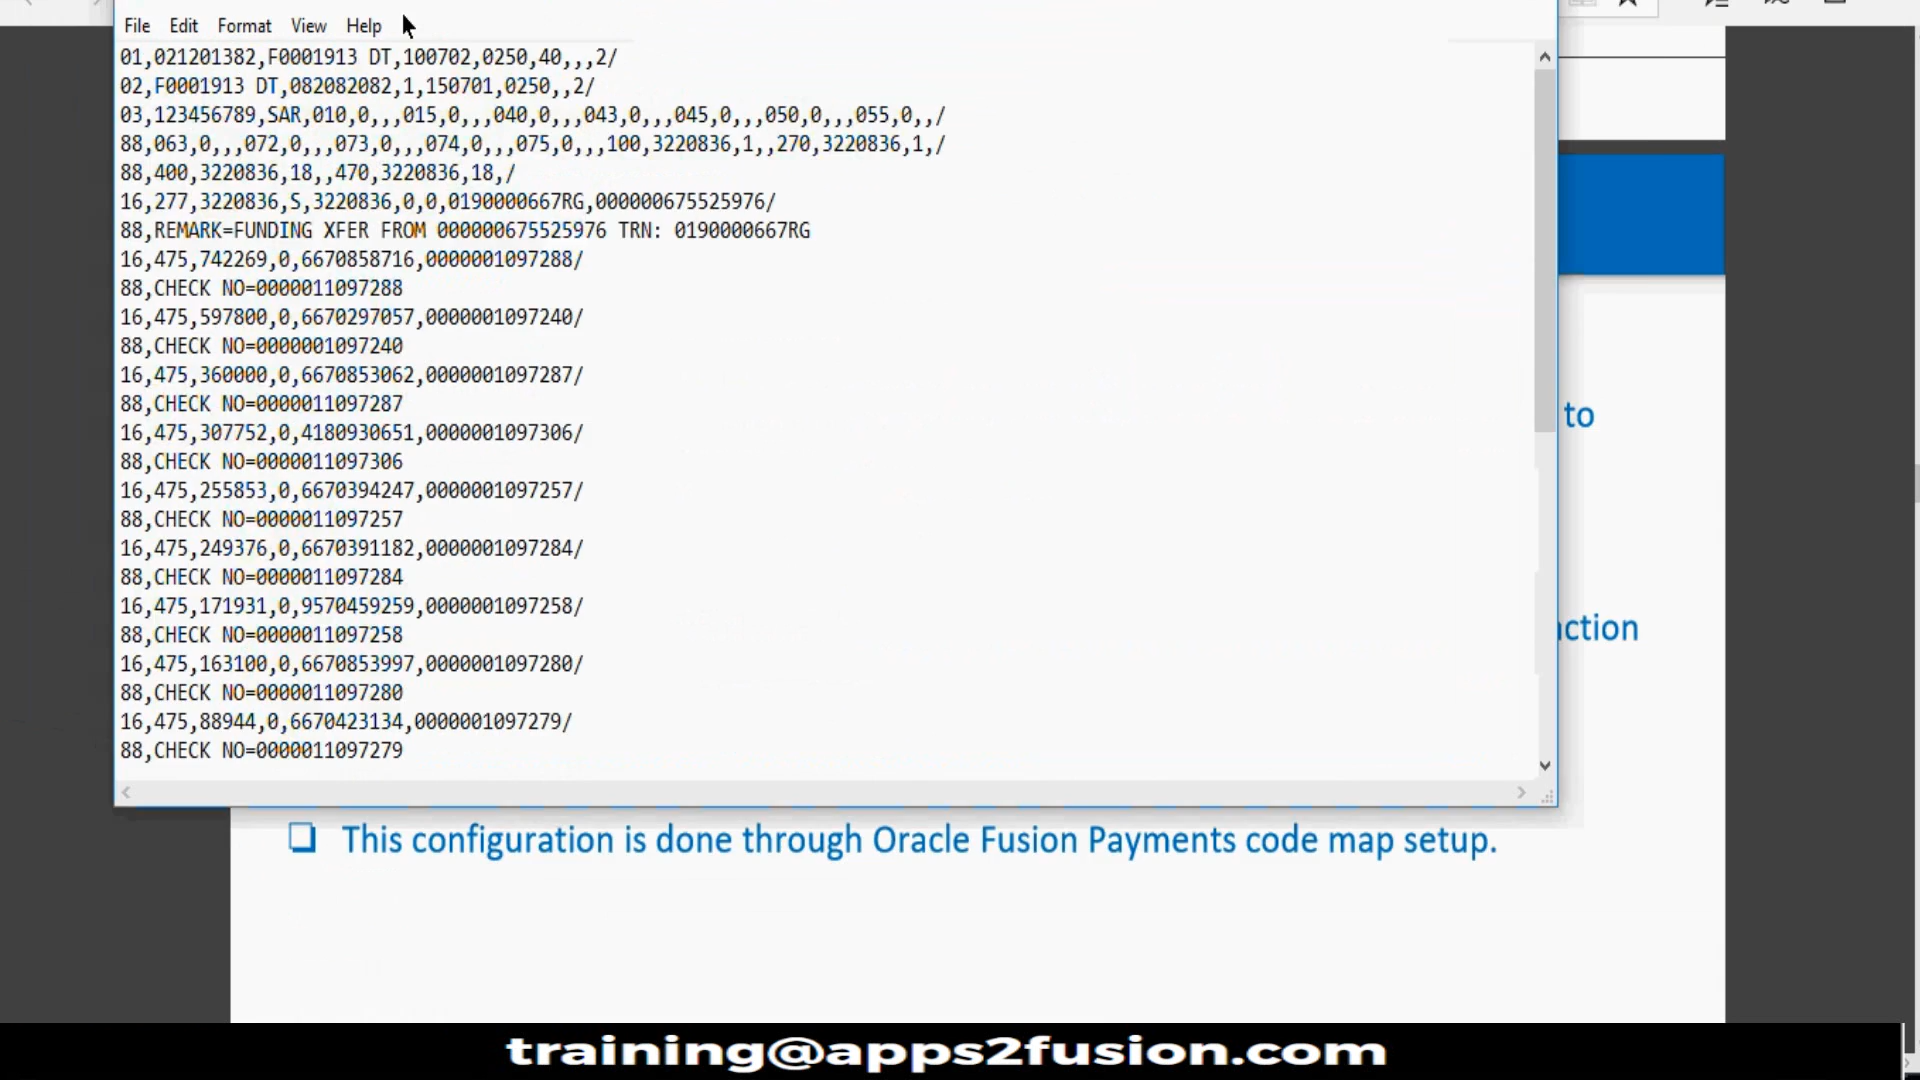 File Edit Format View Help
01,021201382,F0001913 DT,100702,0250,40,,,2/
02,F0001913 DT,082082082,1,150701,0250,,2/
03,123456789,SAR,010,0,,,015,0,,,040,0,,,043,0,,,045,0,,,050,0,,,055,0,,/
88,063,0,,,072,0,,,073,0,,,074,0,,,075,0,,,100,3220836,1,,270,3220836,1,/
88,400,3220836,18,,470,3220836,18,/
16,277,3220836,S,3220836,0,0,0190000667RG,000000675525976/
88,REMARK=FUNDING XFER FROM 000000675525976 TRN: 0190000667RG
16,475,742269,0,6670858716,0000001097288/
88,CHECK NO=0000011097288
16,475,597800,0,6670297057,0000001097240/
88,CHECK NO=0000001097240
16,475,360000,0,6670853062,0000001097287/
88,CHECK NO=0000011097287
16,475,307752,0,4180930651,0000001097306/
88,CHECK NO=0000011097306
16,475,255853,0,6670394247,0000001097257/
88,CHECK NO=0000011097257
16,475,249376,0,6670391182,0000001097284/
88,CHECK NO=0000011097284
16,475,171931,0,9570459259,0000001097258/
88,CHECK NO=0000011097258
16,475,163100,0,6670853997,0000001097280/
88,CHECK NO=0000011097280
16,475,88944,0,6670423134,0000001097279/
88,CHECK NO=0000011097279
to
ction
This configuration is done through Oracle Fusion Payments code map setup.
training@apps2fusion.com